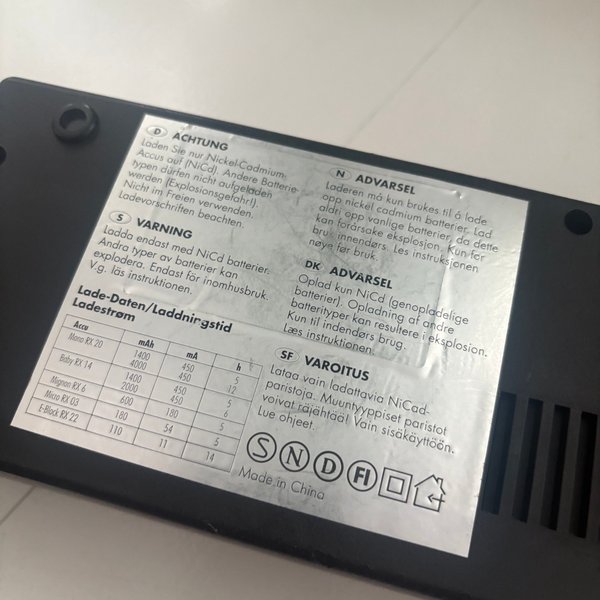 D ACHTUNG
Laden Sie nur Nickel-Cadmium-
Accus auf (NiCd). Andere Batterie-
typen dürfen nicht aufgeladen
werden (Explosionsgefahr!).
Nicht im Freien verwenden.
Ladevorschriften beachten.
S VARNING
Ladda endast med NiCd batterier.
Andra typer av batterier kan
explodera. Endast för inomhusbruk.
V.g. läs instruktionen.
N ADVARSEL
Laderen må kun brukes til å lade
opp nickel cadmium batterier. Lad
aldri opp vanlige batterier, da dette
kan forårsake eksplosjon. Kun for
bruk innendørs. Les instruksjonen
nøye før bruk.
DK ADVARSEL
Oplad kun NiCd (genopladelige
batterier). Opladning af andre
batterityper kan resultere i eksplosion.
Kun til indendørs brug.
Læs instruktionen.
SF VAROITUS
Lataa vain ladattavia NiCad-
paristoja. Muuntyyppiset paristot
voivat räjähtää! Vain sisäkäyttöön.
Lue ohjeet.
Lade-Daten/Laddningstid
Ladestrøm
Accu mAh mA h
Mono RX 20 1400 450 5
4000 450 12
Baby RX 14 1400 450 5
2000 450 6
Mignon RX 6 600 180 5
Micro RX 03 180 54 5
E-Block RX 22 110 11 14
S N D FI
Made in China